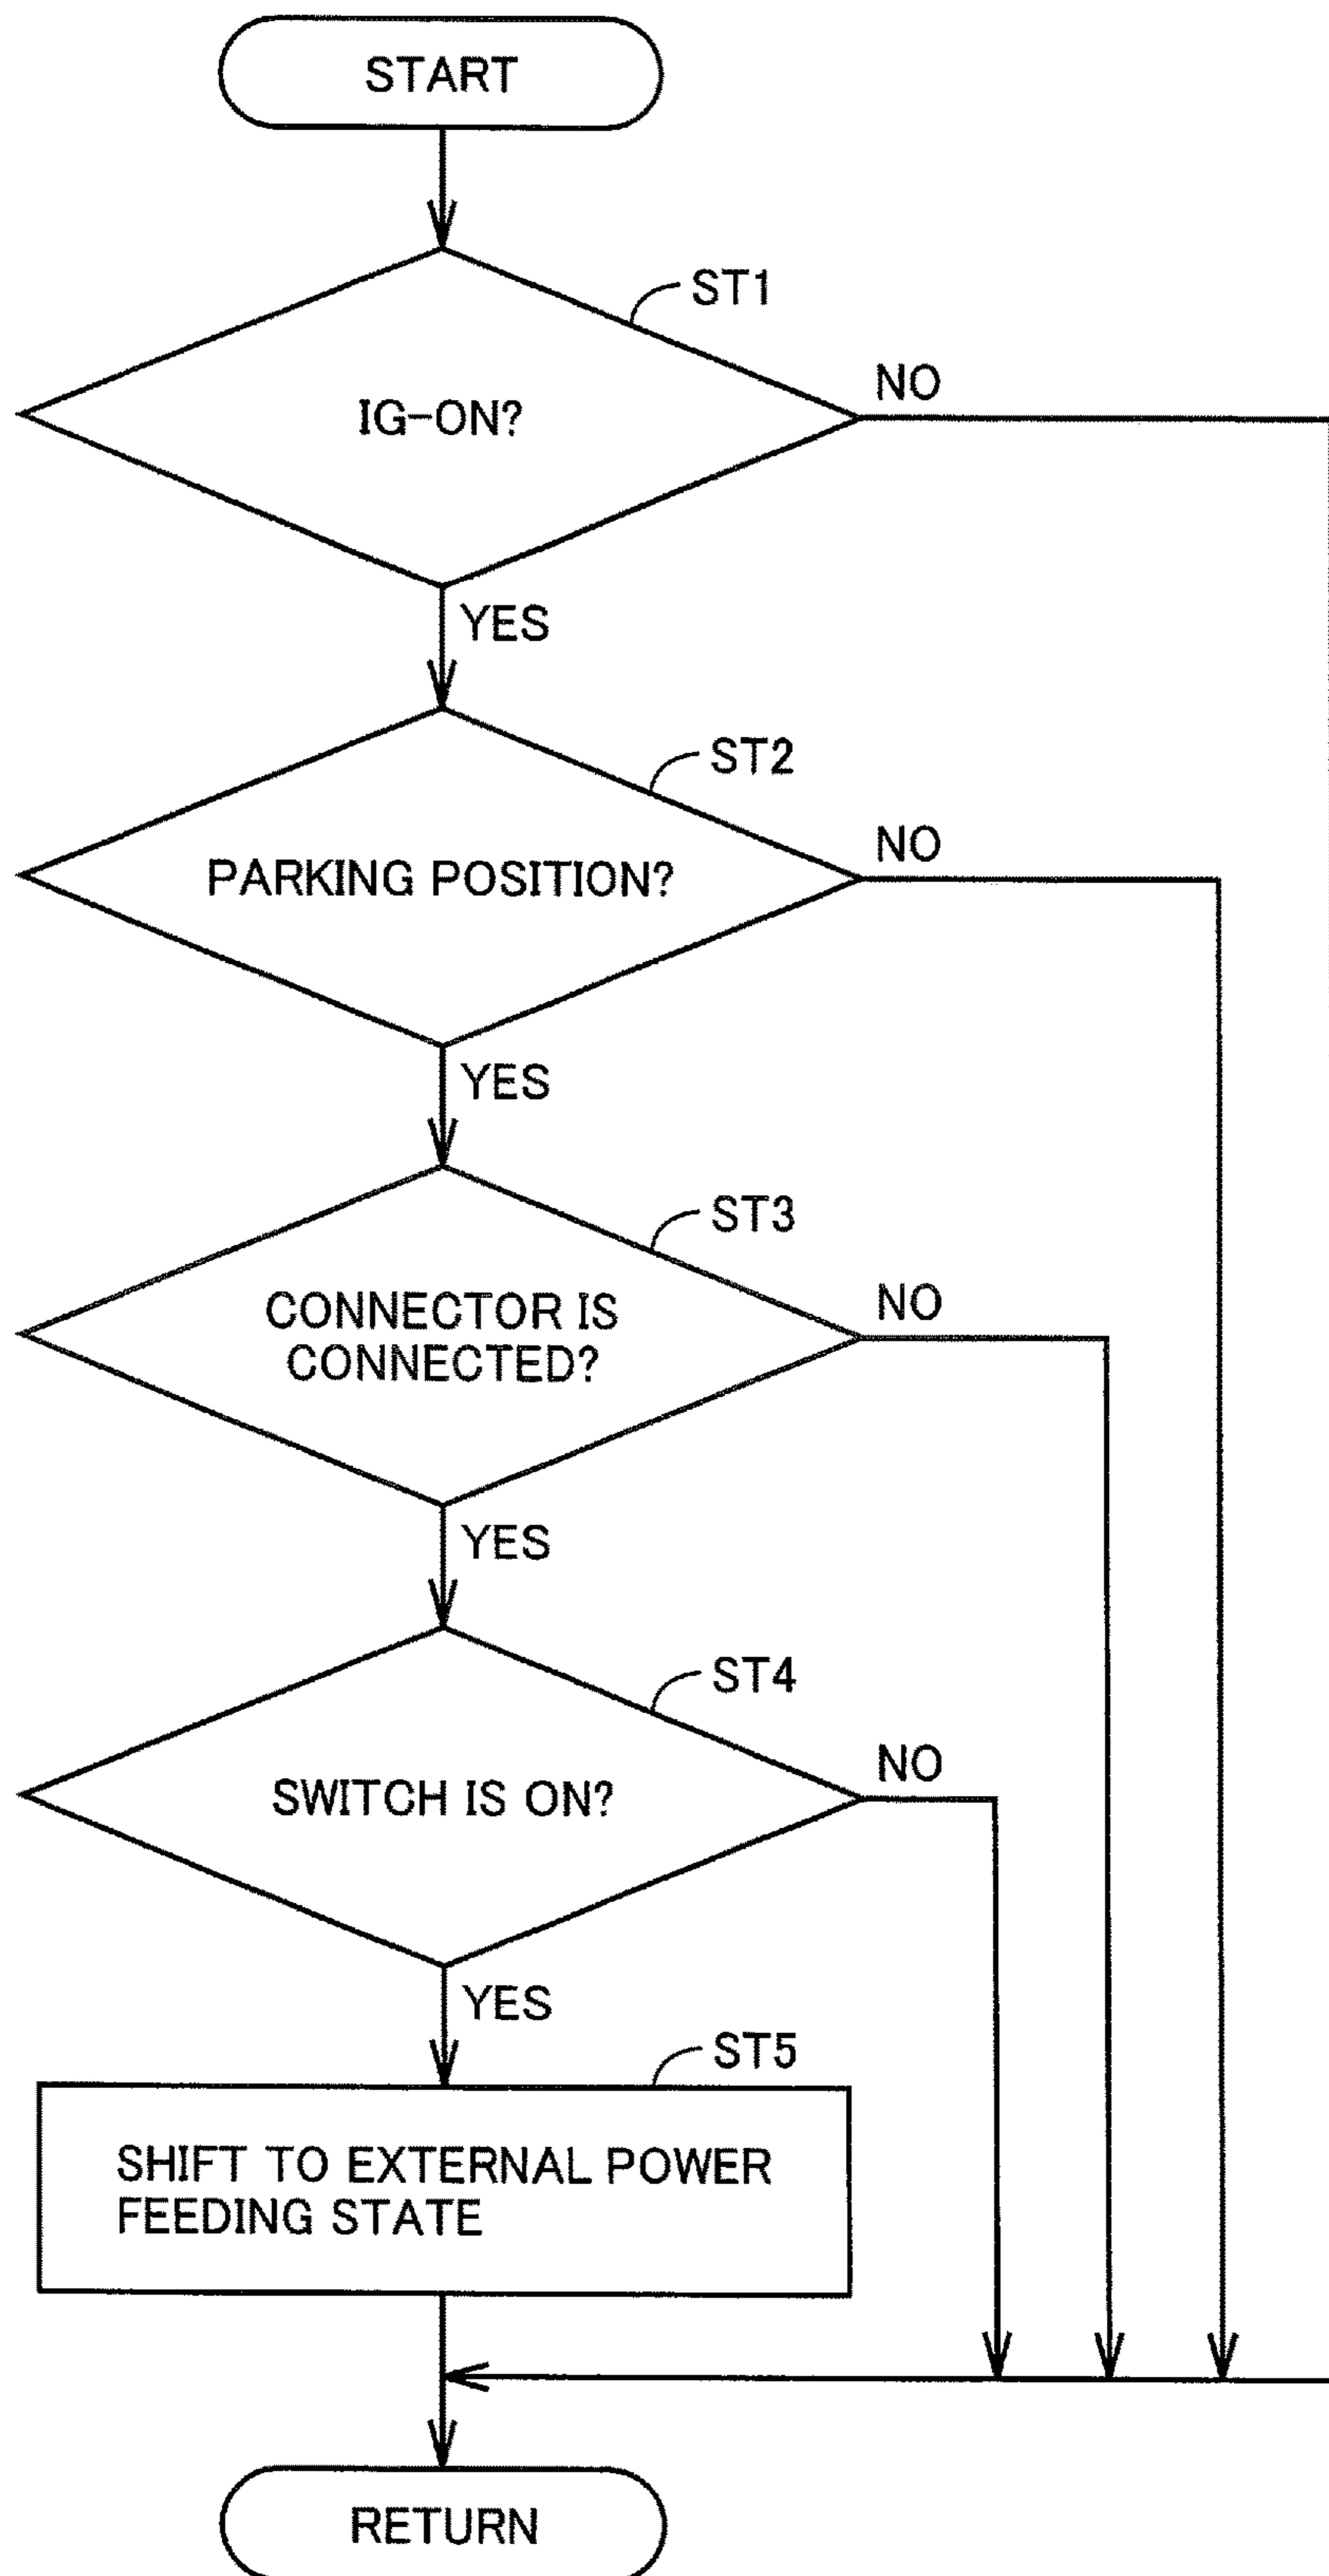 START
ST1
IG-ON?
NO
YES
ST2
PARKING POSITION?
NO
YES
ST3
CONNECTOR IS
CONNECTED?
NO
YES
ST4
SWITCH IS ON?
NO
YES
ST5
SHIFT TO EXTERNAL POWER
FEEDING STATE
RETURN